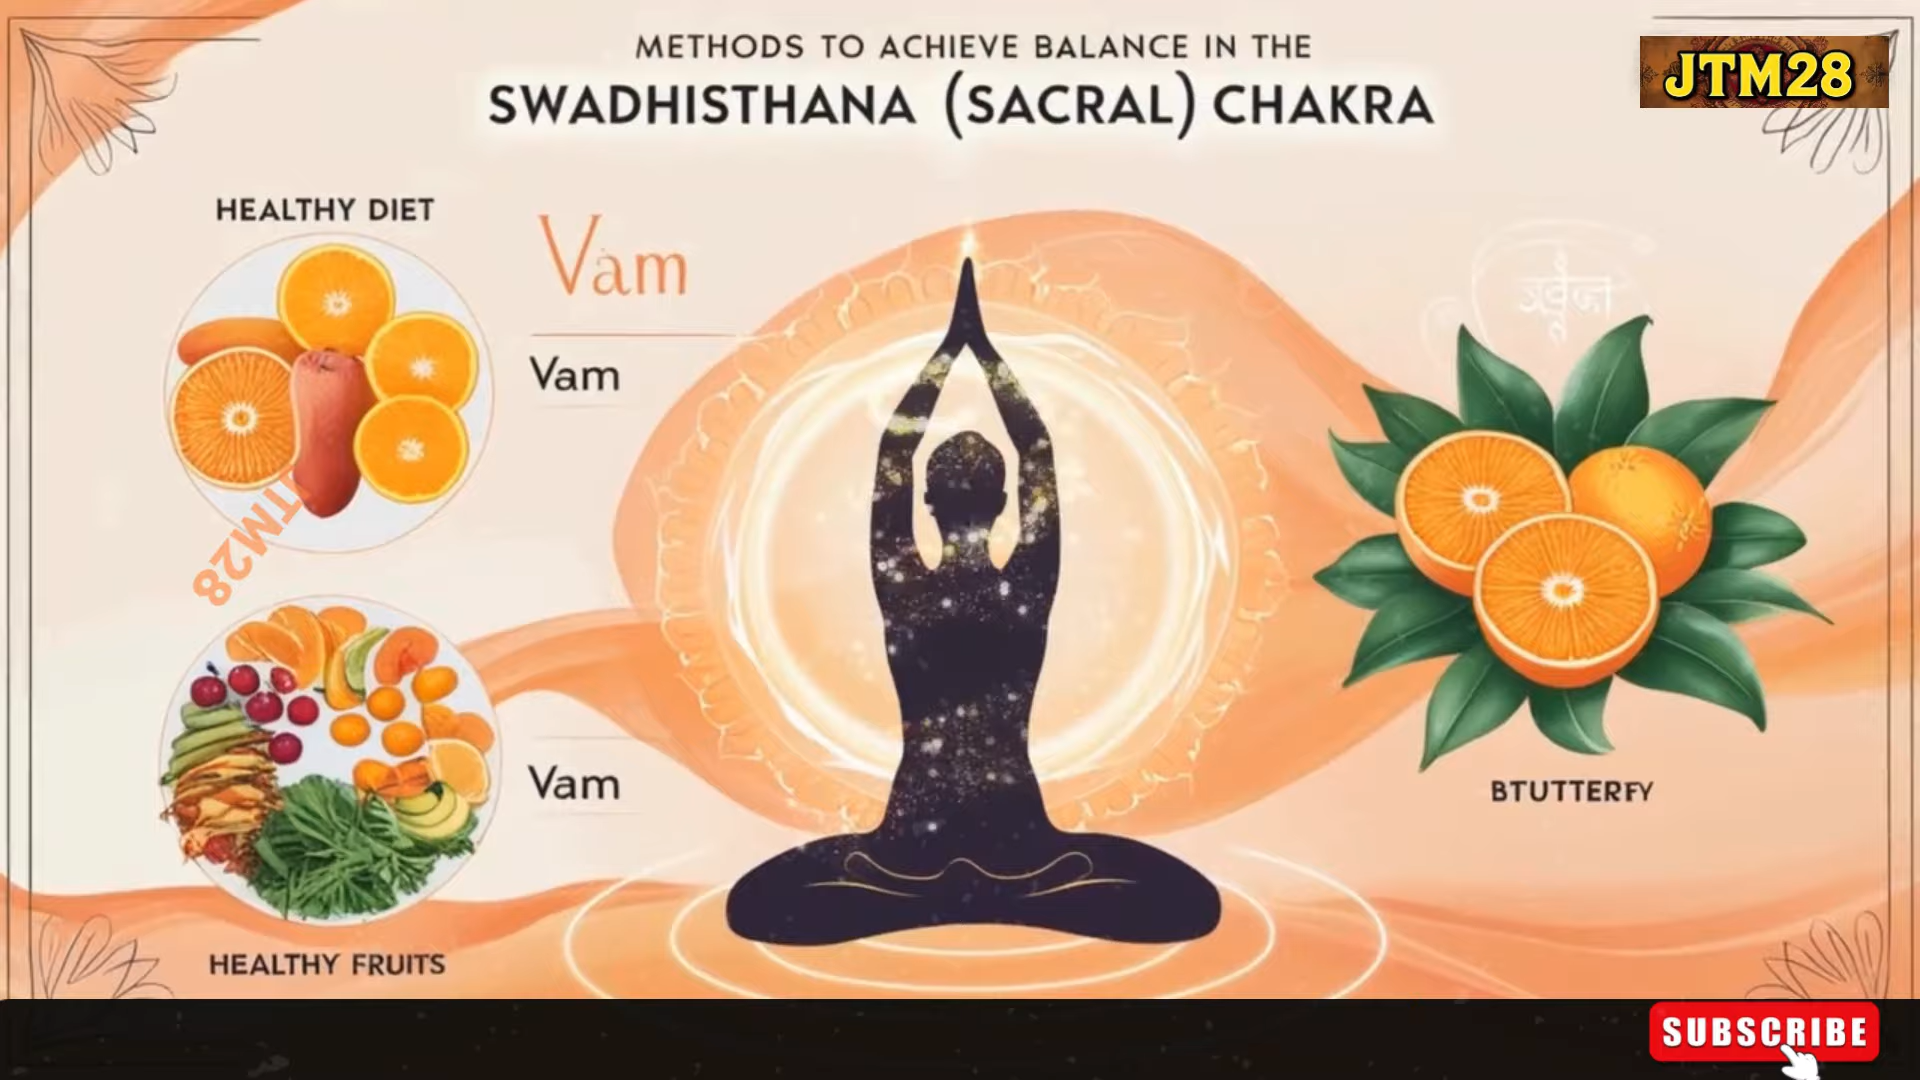 METHODS TO ACHIEVE BALANCE IN THE
SWADHISTHANA (SACRAL) CHAKRA
JTM28
HEALTHY DIET
Vam
Vam
JTM28
Vam
HEALTHY FRUITS
BTUTTERFY
SUBSCRIBE